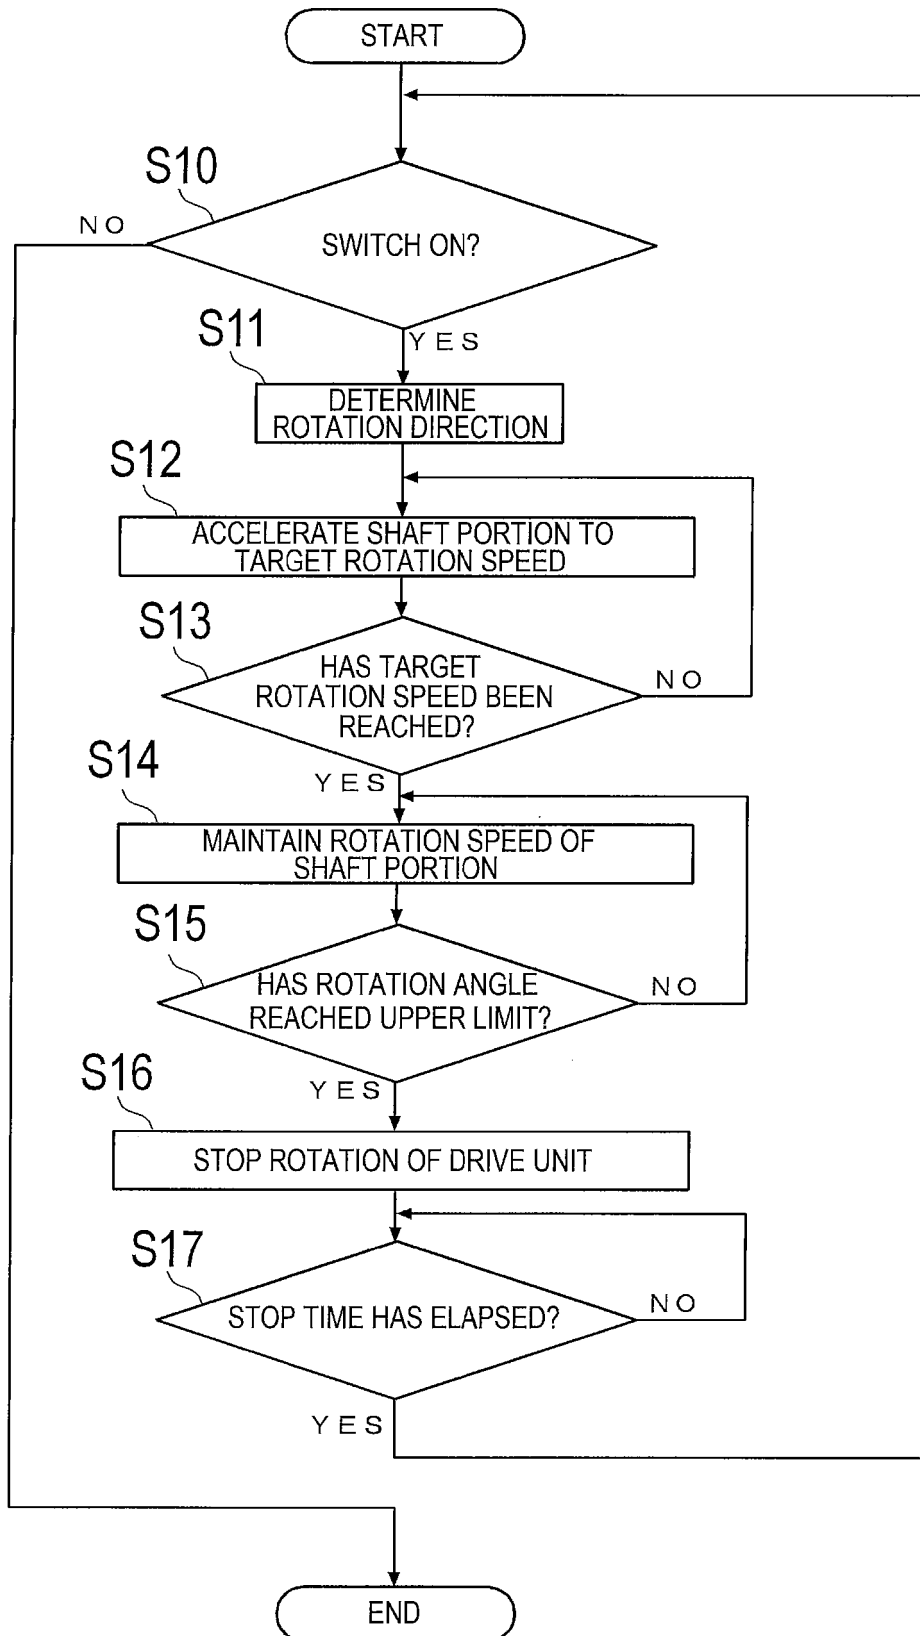 START
S10
NO
SWITCH ON?
YES
S11
DETERMINE
ROTATION DIRECTION
S12
ACCELERATE SHAFT PORTION TO
TARGET ROTATION SPEED
S13
HAS TARGET
ROTATION SPEED BEEN
REACHED?
NO
YES
S14
MAINTAIN ROTATION SPEED OF
SHAFT PORTION
S15
HAS ROTATION ANGLE
REACHED UPPER LIMIT?
NO
YES
S16
STOP ROTATION OF DRIVE UNIT
S17
STOP TIME HAS ELAPSED?
NO
YES
END